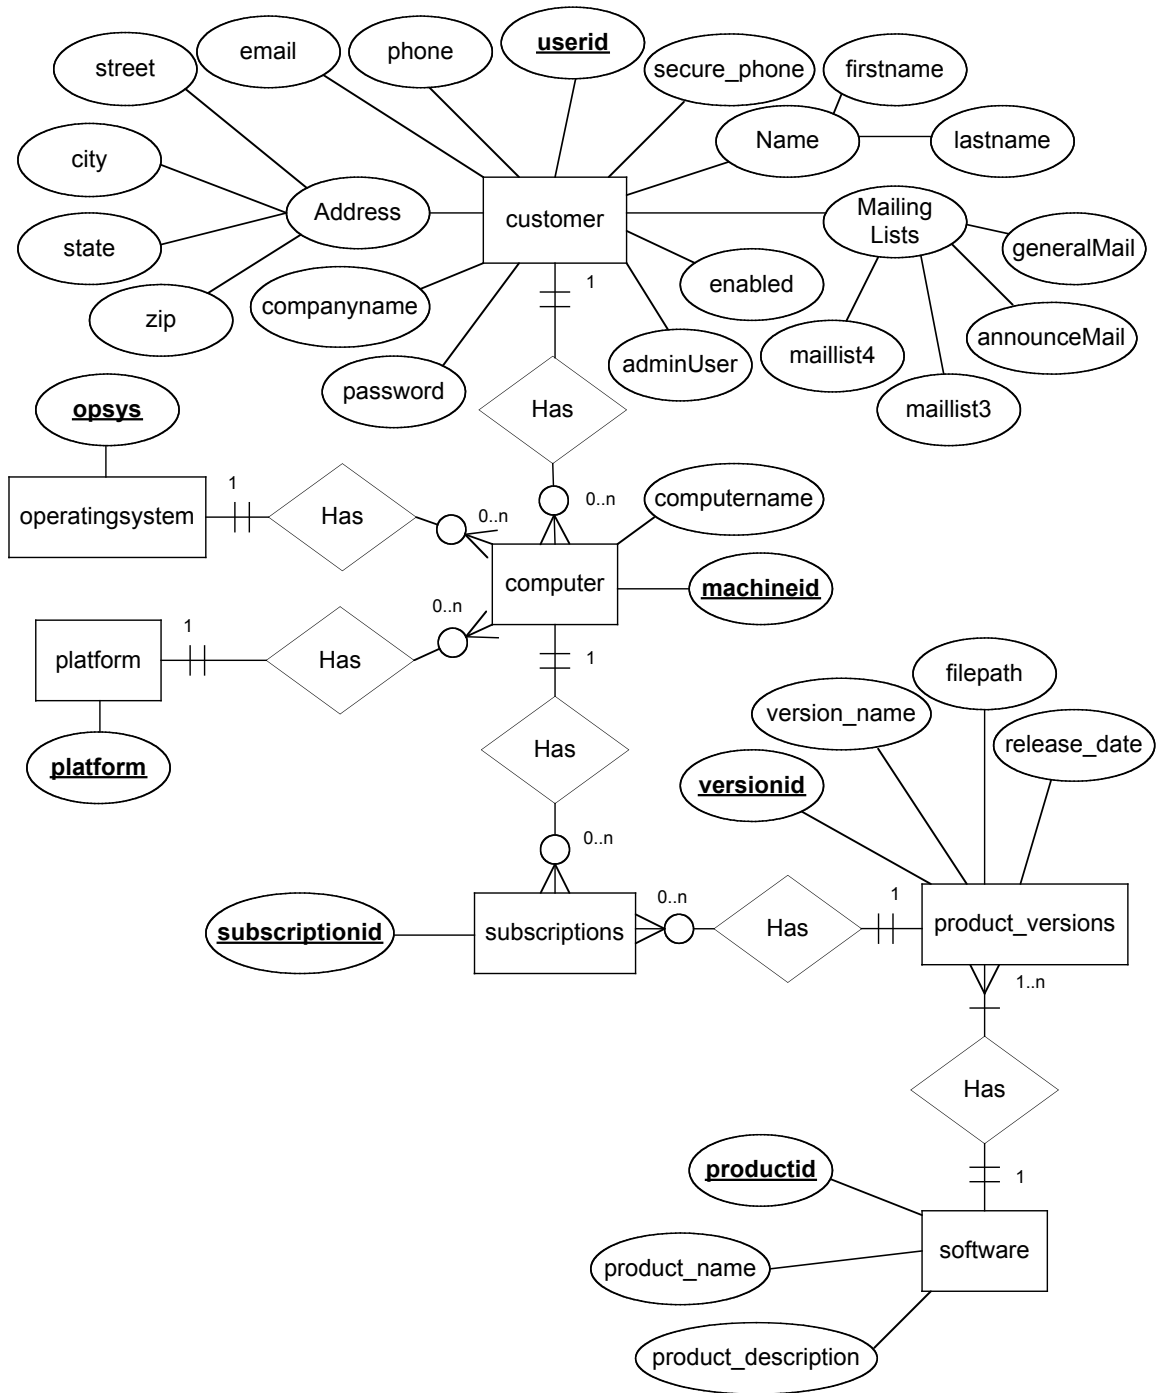 userid
email
phone
street
secure_phone
firstname
Name
lastname
city
Address
customer
Mailing
Lists
state
generalMail
enabled
companyname
zip
1
announceMail
maillist4
adminUser
password
maillist3
opsys
Has
1
0..n
computername
operatingsystem
Has
0..n
computer
machineid
0..n
1
platform
Has
1
filepath
version_name
Has
release_date
platform
versionid
0..n
0..n
1
subscriptionid
subscriptions
Has
product_versions
1..n
Has
productid
1
software
product_name
product_description